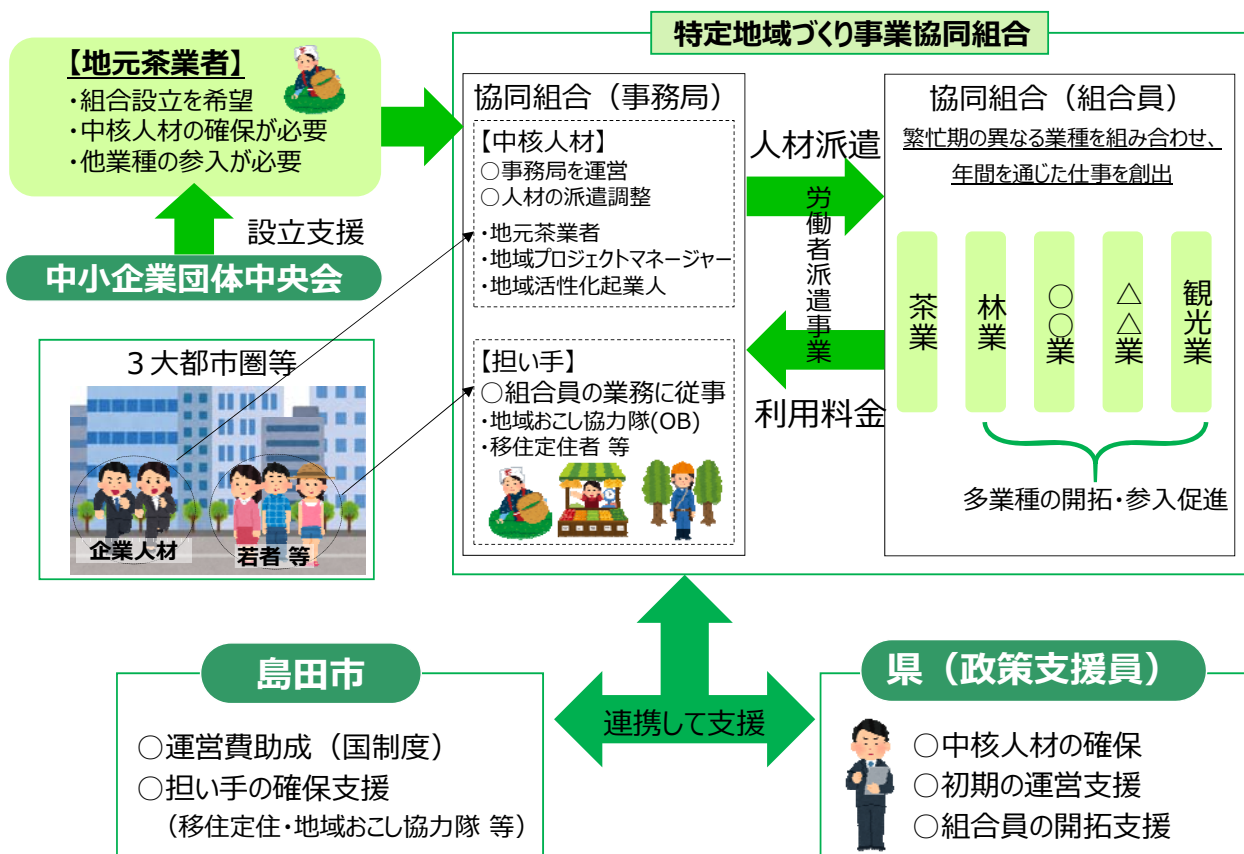 特定地域づくり事業協同組合
【地元茶業者】
・組合設立を希望
・中核人材の確保が必要
・他業種の参入が必要
設立支援
中小企業団体中央会
3大都市圏等
企業人材
若者 等
協同組合（事務局）
【中核人材】
○事務局を運営
○人材の派遣調整
・地元茶業者
・地域プロジェクトマネージャー
・地域活性化起業人
【担い手】
○組合員の業務に従事
・地域おこし協力隊(OB)
・移住定住者 等
人材派遣
労働者派遣事業
利用料金
協同組合（組合員）
繁忙期の異なる業種を組み合わせ、
年間を通じた仕事を創出
茶業
林業
○○業
△△業
観光業
多業種の開拓・参入促進
島田市
○運営費助成（国制度）
○担い手の確保支援
（移住定住・地域おこし協力隊 等）
連携して支援
県（政策支援員）
○中核人材の確保
○初期の運営支援
○組合員の開拓支援